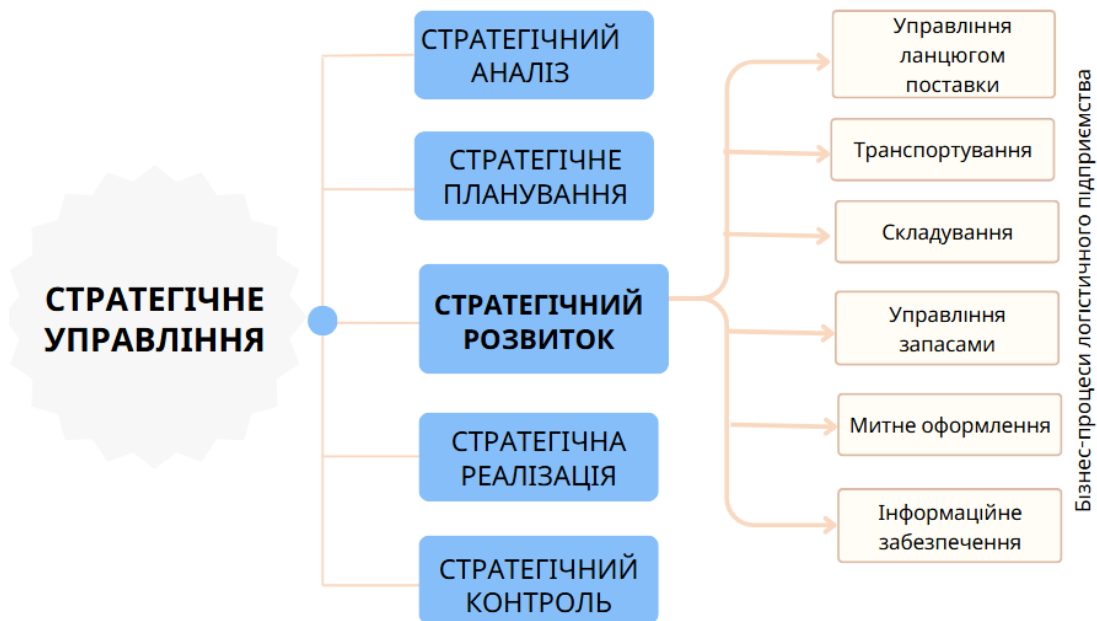 СТРАТЕГІЧНЕ
УПРАВЛІННЯ
СТРАТЕГІЧНИЙ
АНАЛІЗ
СТРАТЕГІЧНЕ
ПЛАНУВАННЯ
СТРАТЕГІЧНИЙ
РОЗВИТОК
СТРАТЕГІЧНА
РЕАЛІЗАЦІЯ
СТРАТЕГІЧНИЙ
КОНТРОЛЬ
Управління
ланцюгом
поставки
Транспортування
Складування
Управління
запасами
Митне оформлення
Інформаційне
забезпечення
Бізнес-процеси логістичного підприємства